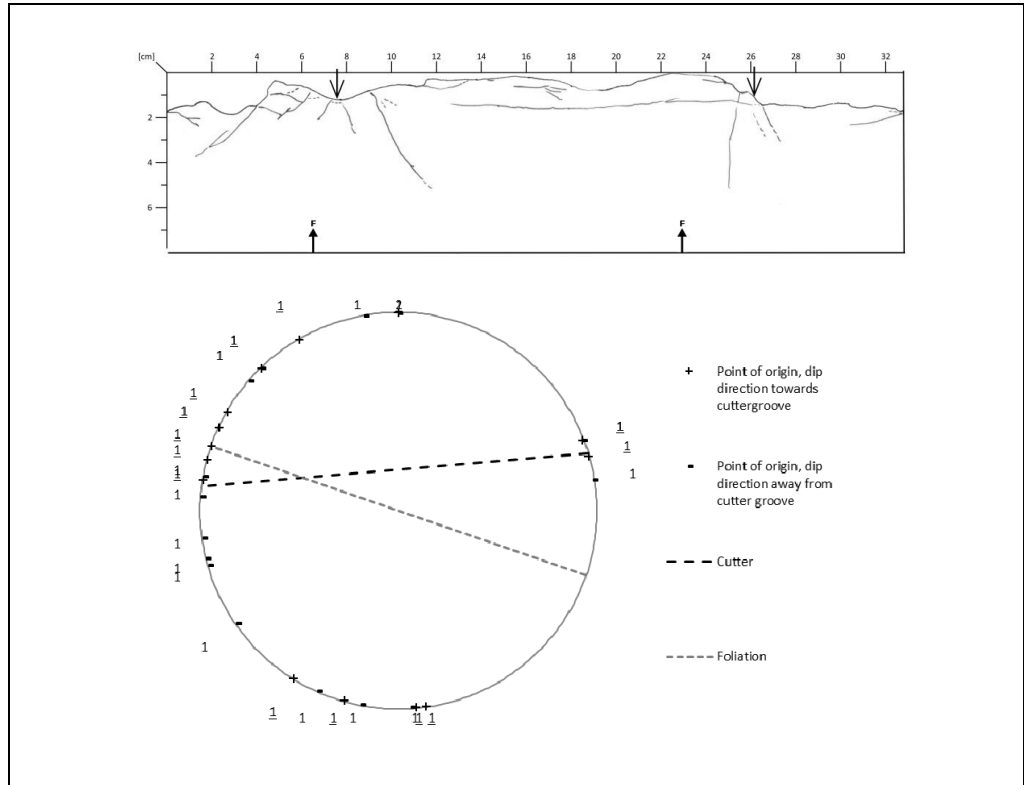 [cm] 2 4 6 8 10 12 14 16 18 20 22 24 26 28 30 32
2
4
6
F F
1 1 2
1
1
1
1
1
1
1
1
1
1
1
1
1
1 1 1 1 1 1 1
1
1
1
+ Point of origin, dip
direction towards
cuttergroove
- Point of origin, dip
direction away from
cutter groove
Cutter
Foliation